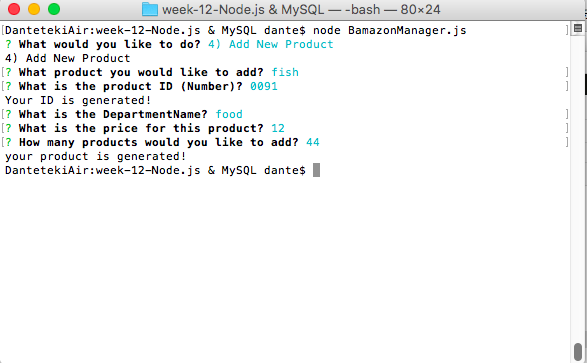 week-12-Node.js & MySQL — -bash — 80×24
[DantetekiAir:week-12-Node.js & MySQL dante$ node BamazonManager.js ]
[? What would you like to do? 4) Add New Product ]
4) Add New Product
[? What product you would like to add? fish ]
[? What is the product ID (Number)? 0091 ]
Your ID is generated!
[? What is the DepartmentName? food ]
[? What is the price for this product? 12 ]
[? How many products would you like to add? 44 ]
your product is generated!
DantetekiAir:week-12-Node.js & MySQL dante$